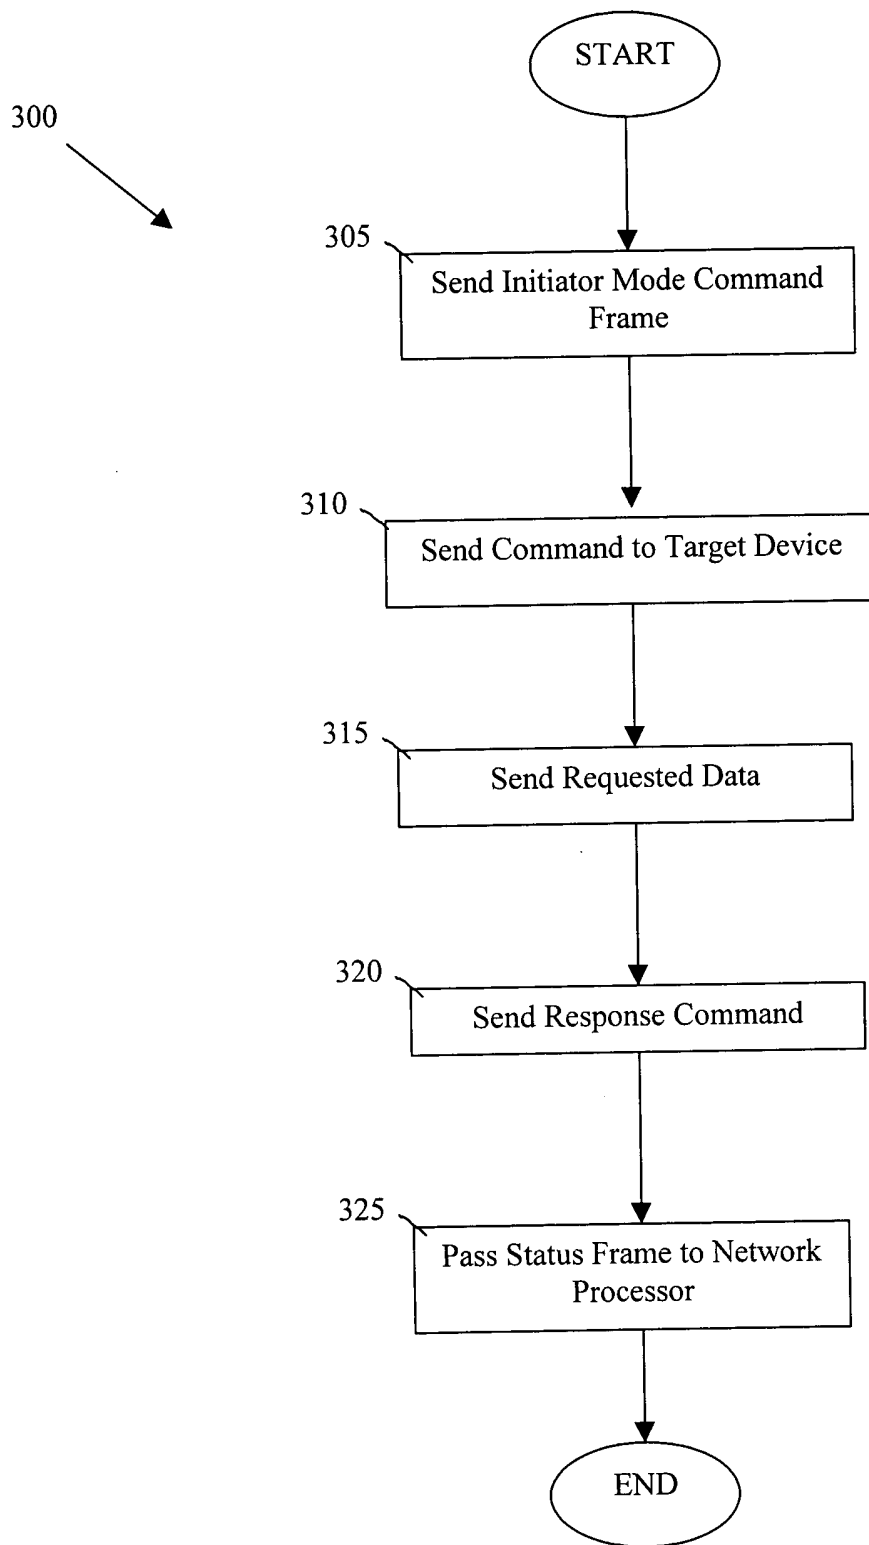 START
300
305
Send Initiator Mode Command
Frame
310
Send Command to Target Device
315
Send Requested Data
320
Send Response Command
325
Pass Status Frame to Network
Processor
END